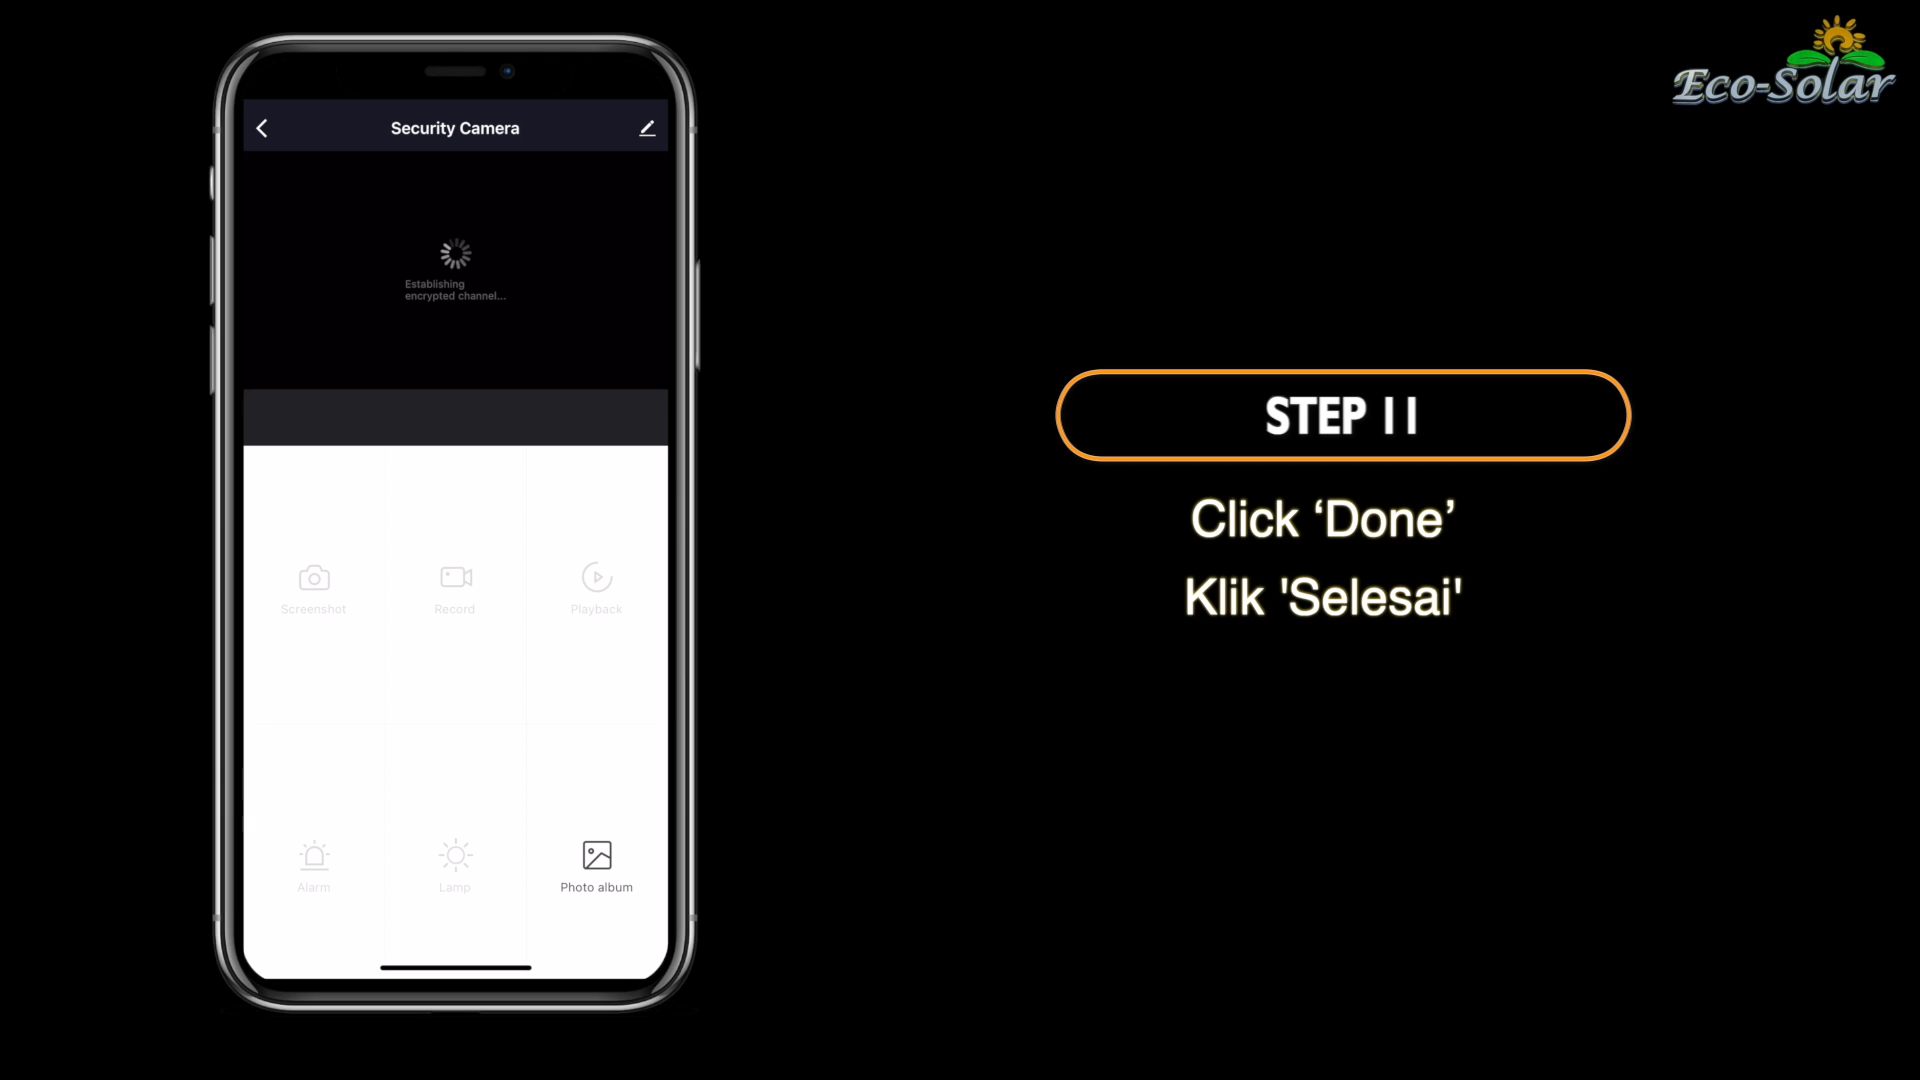 Eco-Solar
Security Camera
Establishing
encrypted channel...
Screenshot
Record
Playback
Alarm
Lamp
Photo album
STEP 11
Click ‘Done’
Klik 'Selesai'